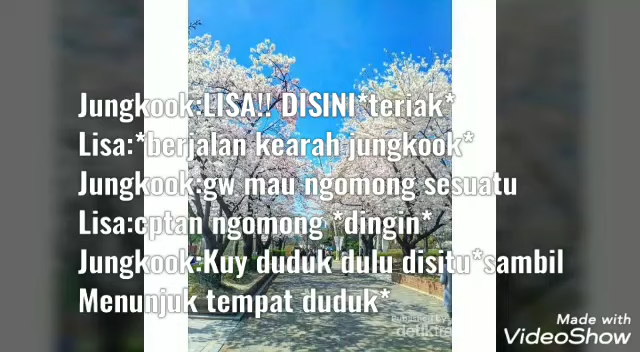 Jungkook:LISA!! DISINI*teriak*
Lisa:*berjalan kearah jungkook*
Jungkook:gw mau ngomong sesuatu
Lisa:cptan ngomong *dingin*
Jungkook:Kuy duduk dulu disitu*sambil
Menunjuk tempat duduk*
detik
Made with
VideoShow